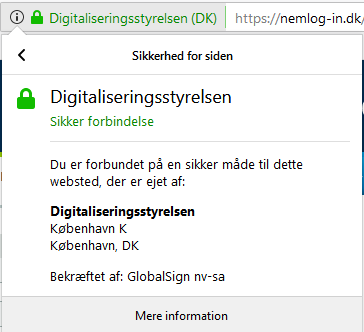 Digitaliseringsstyrelsen (DK) https://nemlog-in.dk/
Sikkerhed for siden
Digitaliseringsstyrelsen
Sikker forbindelse
Du er forbundet på en sikker måde til dette
websted, der er ejet af:
Digitaliseringsstyrelsen
København K
København, DK
Bekræftet af: GlobalSign nv-sa
Mere information